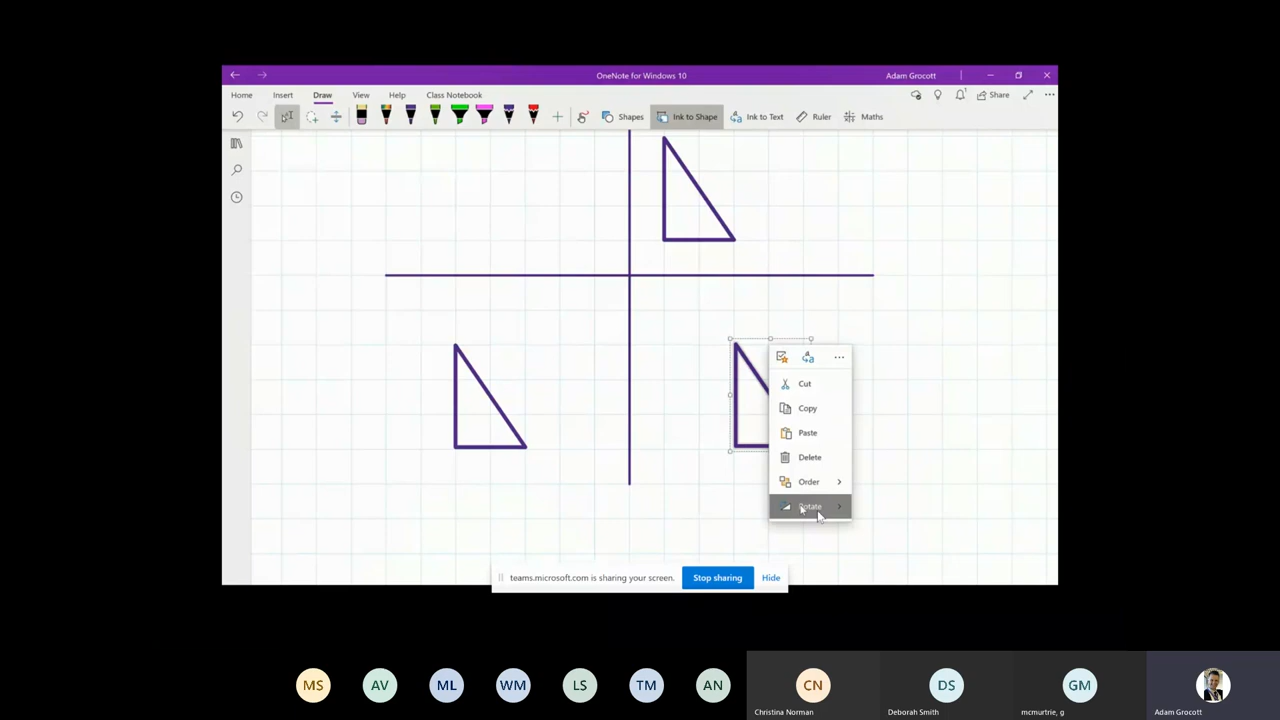 OneNote for Windows 10
Adam Grocott
Home Insert Draw View Help Class Notebook
Share
Shapes Ink to Shape Ink to Text Ruler Maths
Cut
Copy
Paste
Delete
Order
Rotate
teams.microsoft.com is sharing your screen. Stop sharing Hide
MS AV ML WM LS TM AN CN DS GM
Christina Norman Deborah Smith mcmurtrie, g Adam Grocott